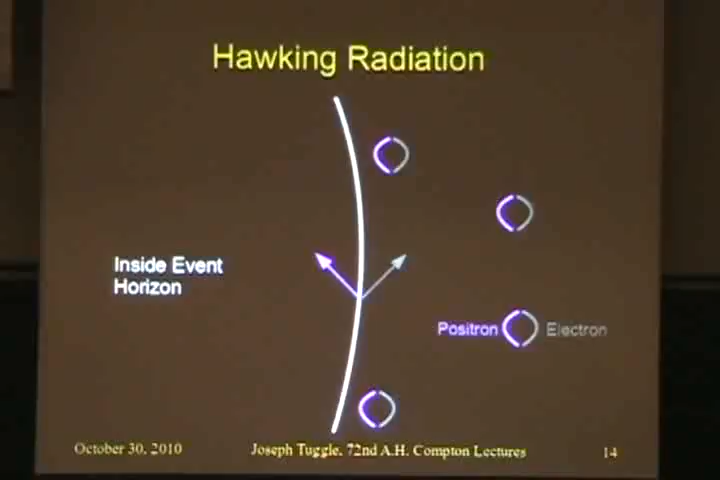 Hawking Radiation
Inside Event
Horizon
Positron Electron
October 30, 2010 Joseph Tuggle, 72nd A.H. Compton Lectures 14